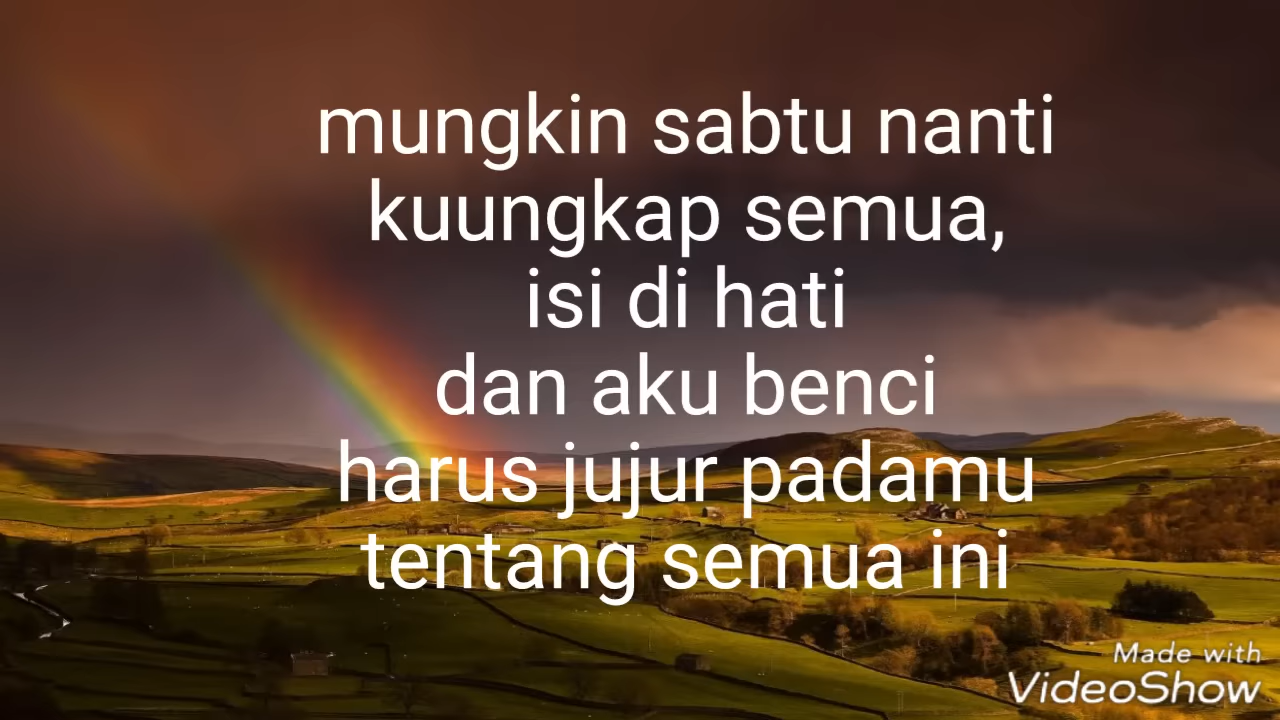 mungkin sabtu nanti
kuungkap semua,
isi di hati
dan aku benci
harus jujur padamu
tentang semua ini
Made with
VideoShow